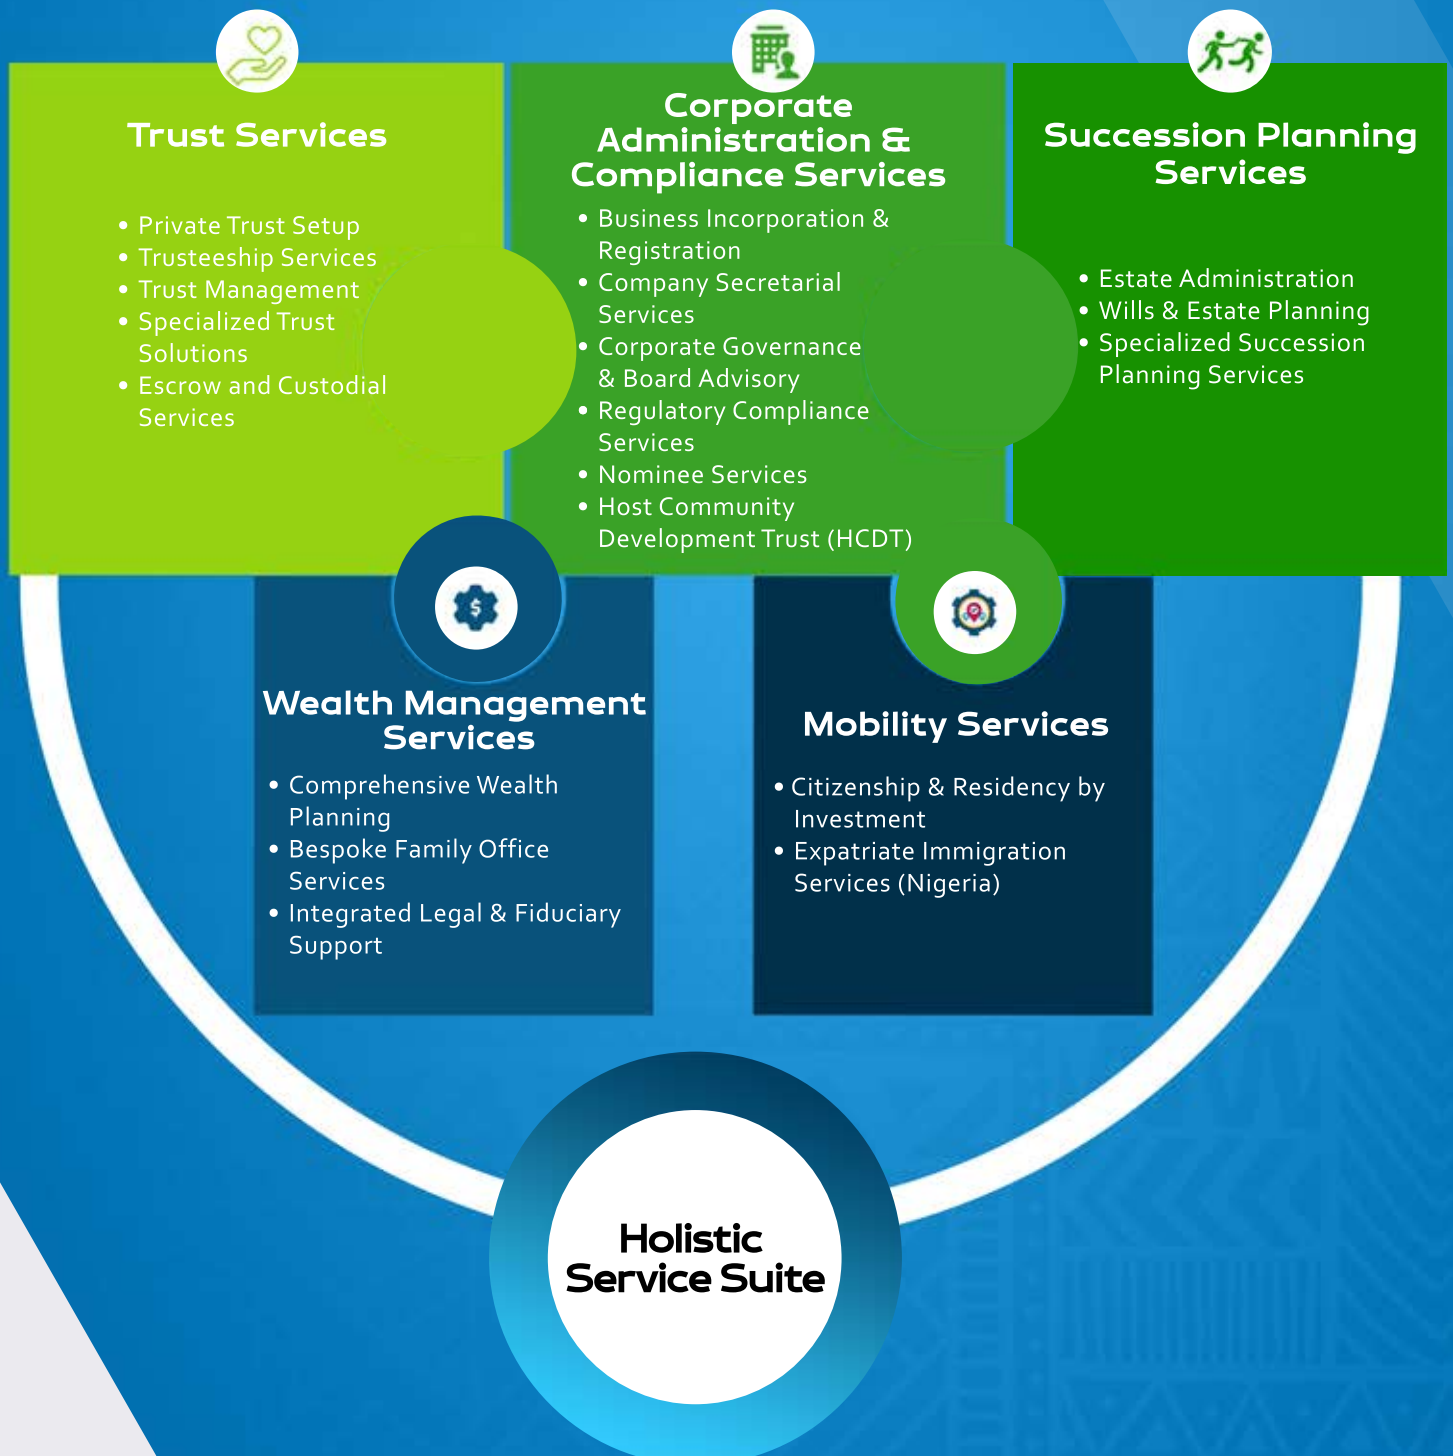 Trust Services
• Private Trust Setup
• Trusteeship Services
• Trust Management
• Specialized Trust
Solutions
• Escrow and Custodial
Services
Corporate
Administration &
Compliance Services
• Business Incorporation &
Registration
• Company Secretarial
Services
• Corporate Governance
& Board Advisory
• Regulatory Compliance
Services
• Nominee Services
• Host Community
Development Trust (HCDT)
Succession Planning
Services
• Estate Administration
• Wills & Estate Planning
• Specialized Succession
Planning Services
$
Wealth Management
Services
• Comprehensive Wealth
Planning
• Bespoke Family Office
Services
• Integrated Legal & Fiduciary
Support
Mobility Services
• Citizenship & Residency by
Investment
• Expatriate Immigration
Services (Nigeria)
Holistic
Service Suite